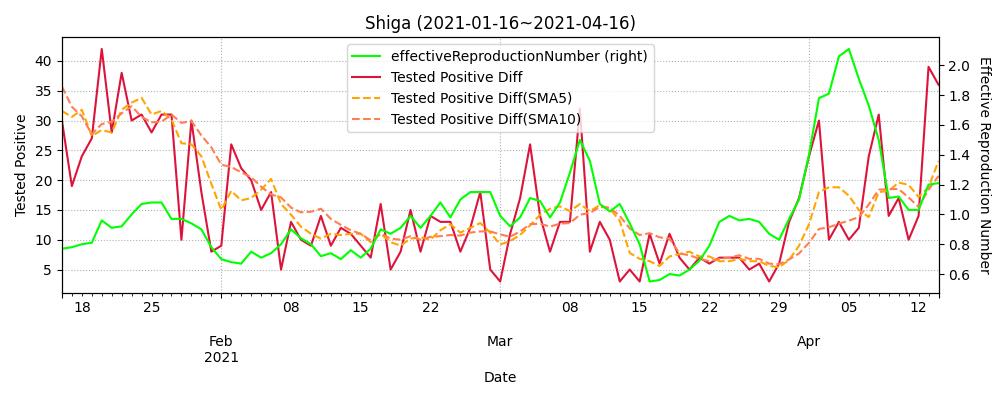 Shiga (2021-01-16~2021-04-16)
effectiveReproductionNumber (right)
Tested Positive Diff
Tested Positive Diff(SMA5)
Tested Positive Diff(SMA10)
Tested Positive
40
35
30
25
20
15
10
5
2.0
1.8
1.6
1.4
1.2
1.0
0.8
0.6
Effective Reproduction Number
18 25 08 15 22 08 15 22 29 05 12
Feb Mar Apr
2021
Date